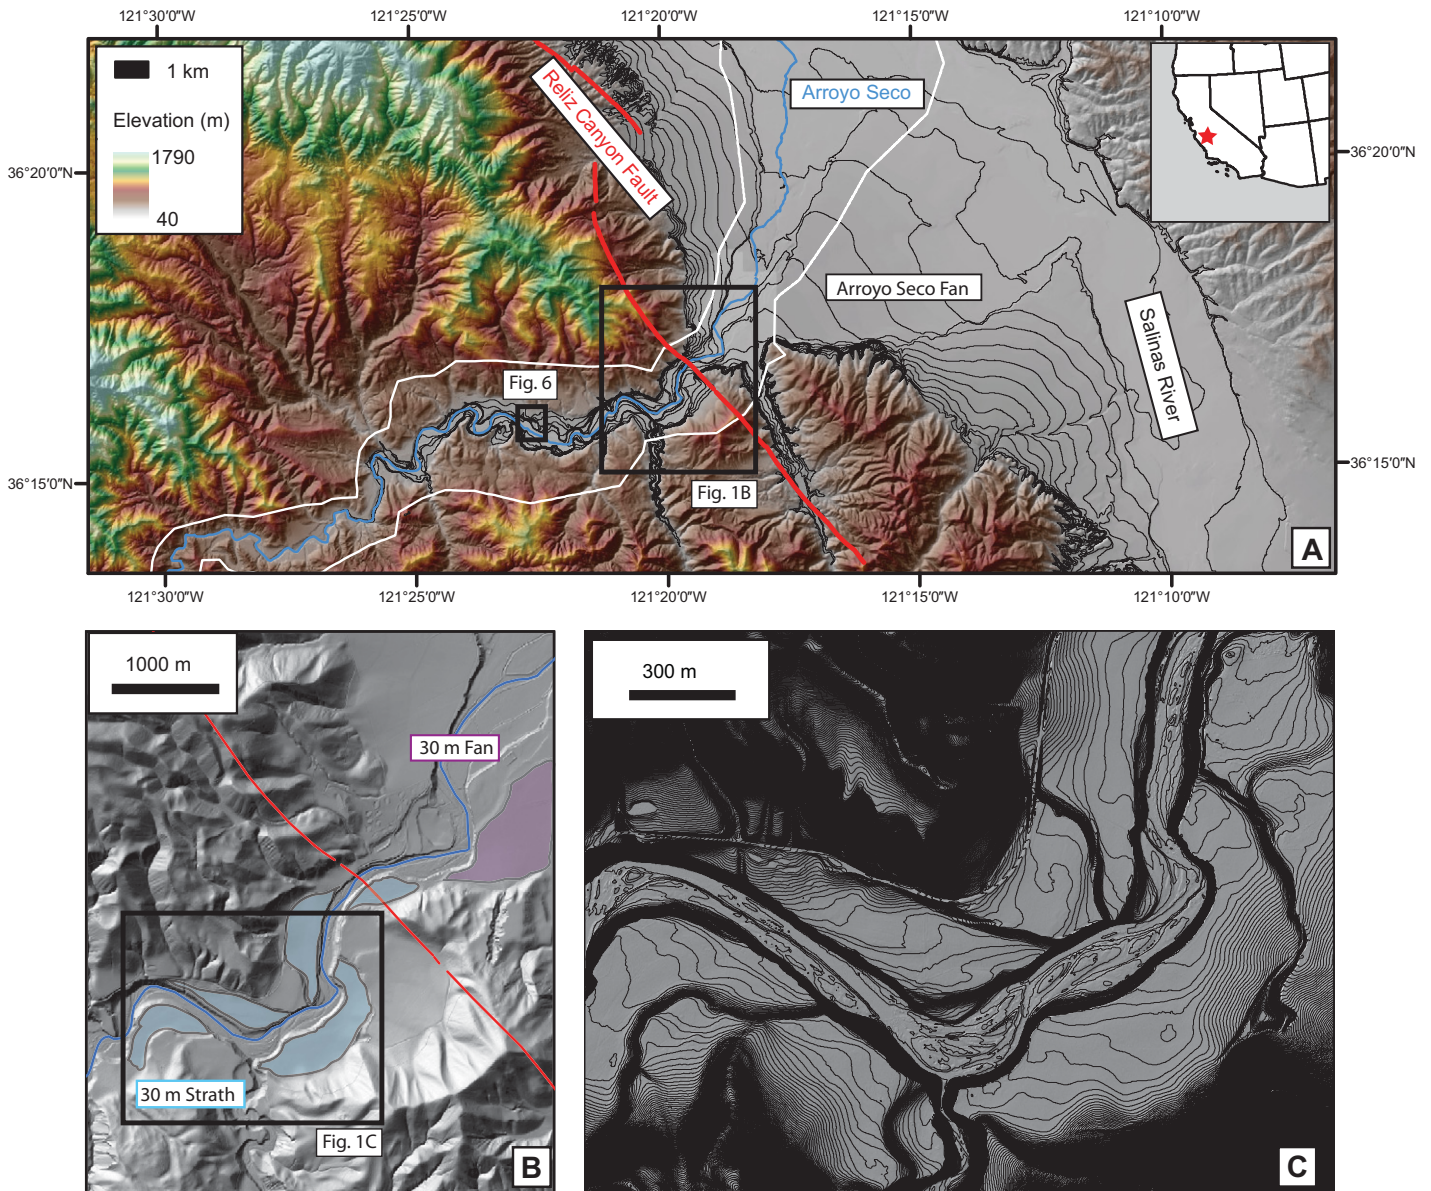 121°30'0"W
121°25'0"W
121°20'0"W
121°15'0"W
121°10'0"W
1 km
Elevation (m)
1790
40
Reliz Canyon Fault
Arroyo Seco
36°20'0"N
36°20'0"N
Arroyo Seco Fan
Salinas River
Fig. 6
Fig. 1B
36°15'0"N
36°15'0"N
A
121°30'0"W
121°25'0"W
121°20'0"W
121°15'0"W
121°10'0"W
1000 m
30 m Fan
30 m Strath
Fig. 1C
B
300 m
C